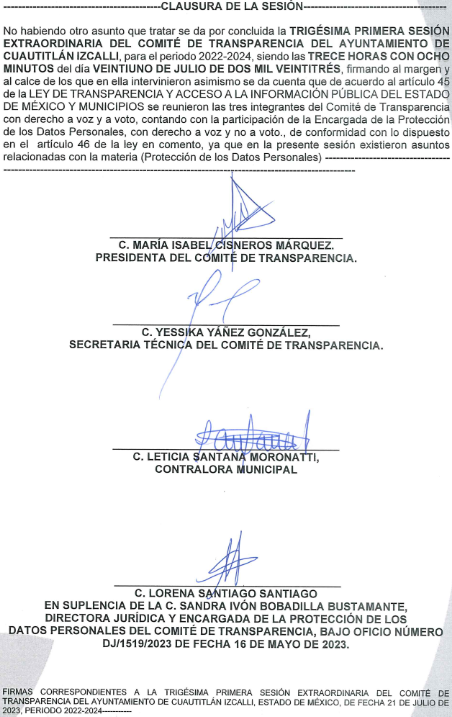 ---CLAUSURA DE LA SESIÓN---
No habiendo otro asunto que tratar se da por concluida la TRIGÉSIMA PRIMERA SESIÓN
EXTRAORDINARIA DEL COMITÉ DE TRANSPARENCIA DEL AYUNTAMIENTO DE
CUAUTITLÁN IZCALLI, para el periodo 2022-2024, siendo las TRECE HORAS CON OCHO
MINUTOS del día VEINTIUNO DE JULIO DE DOS MIL VEINTITRÉS, firmando al margen y
al calce de los que en ella intervinieron asimismo se da cuenta que de acuerdo al artículo 45
de la LEY DE TRANSPARENCIA Y ACCESO A LA INFORMACIÓN PÚBLICA DEL ESTADO
DE MÉXICO Y MUNICIPIOS se reunieron las tres integrantes del Comité de Transparencia
con derecho a voz y a voto, contando con la participación de la Encargada de la Protección
de los Datos Personales, con derecho a voz y no a voto., de conformidad con lo dispuesto
en el artículo 46 de la ley en comento, ya que en la presente sesión existieron asuntos
relacionados con la materia (Protección de los Datos Personales) ---
C. MARÍA ISABEL CISNEROS MÁRQUEZ.
PRESIDENTA DEL COMITÉ DE TRANSPARENCIA.
C. YESSIKA YÁÑEZ GONZÁLEZ,
SECRETARIA TÉCNICA DEL COMITÉ DE TRANSPARENCIA.
C. LETICIA SANTANA MORONATTI,
CONTRALORA MUNICIPAL
C. LORENA SANTIAGO SANTIAGO
EN SUPLENCIA DE LA C. SANDRA IVÓN BOBADILLA BUSTAMANTE,
DIRECTORA JURÍDICA Y ENCARGADA DE LA PROTECCIÓN DE LOS
DATOS PERSONALES DEL COMITÉ DE TRANSPARENCIA, BAJO OFICIO NÚMERO
DJ/1519/2023 DE FECHA 16 DE MAYO DE 2023.
FIRMAS CORRESPONDIENTES A LA TRIGÉSIMA PRIMERA SESIÓN EXTRAORDINARIA DEL COMITÉ DE
TRANSPARENCIA DEL AYUNTAMIENTO DE CUAUTITLÁN IZCALLI, ESTADO DE MÉXICO, DE FECHA 21 DE JULIO DE
2023, PERIODO 2022-2024-----------